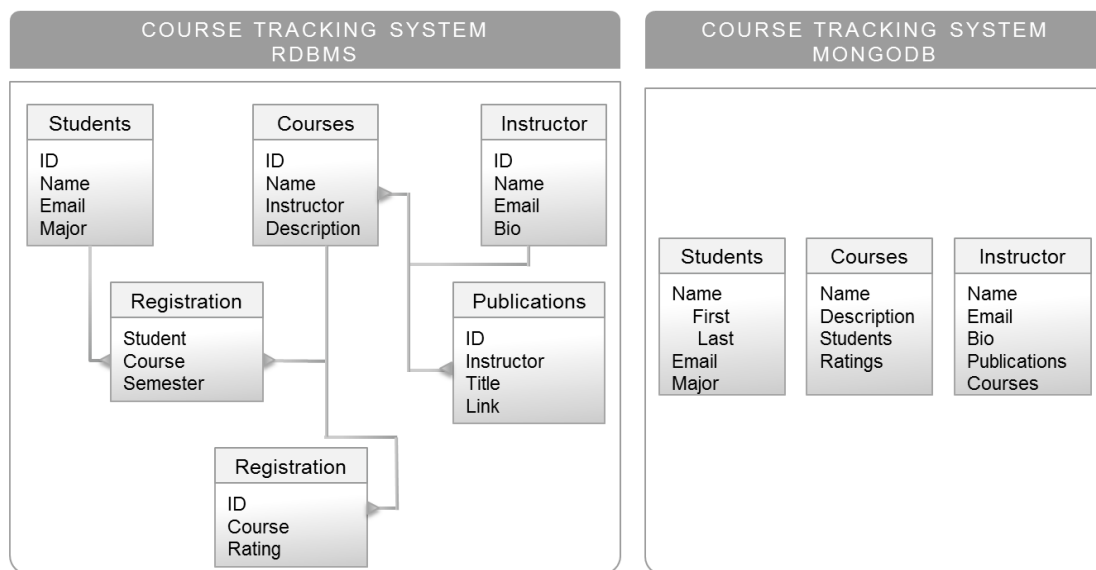 COURSE TRACKING SYSTEM
RDBMS
Students
ID
Name
Email
Major
Courses
ID
Name
Instructor
Description
Instructor
ID
Name
Email
Bio
Registration
Student
Course
Semester
Publications
ID
Instructor
Title
Link
Registration
ID
Course
Rating
COURSE TRACKING SYSTEM
MONGODB
Students
Name
First
Last
Email
Major
Courses
Name
Description
Students
Ratings
Instructor
Name
Email
Bio
Publications
Courses